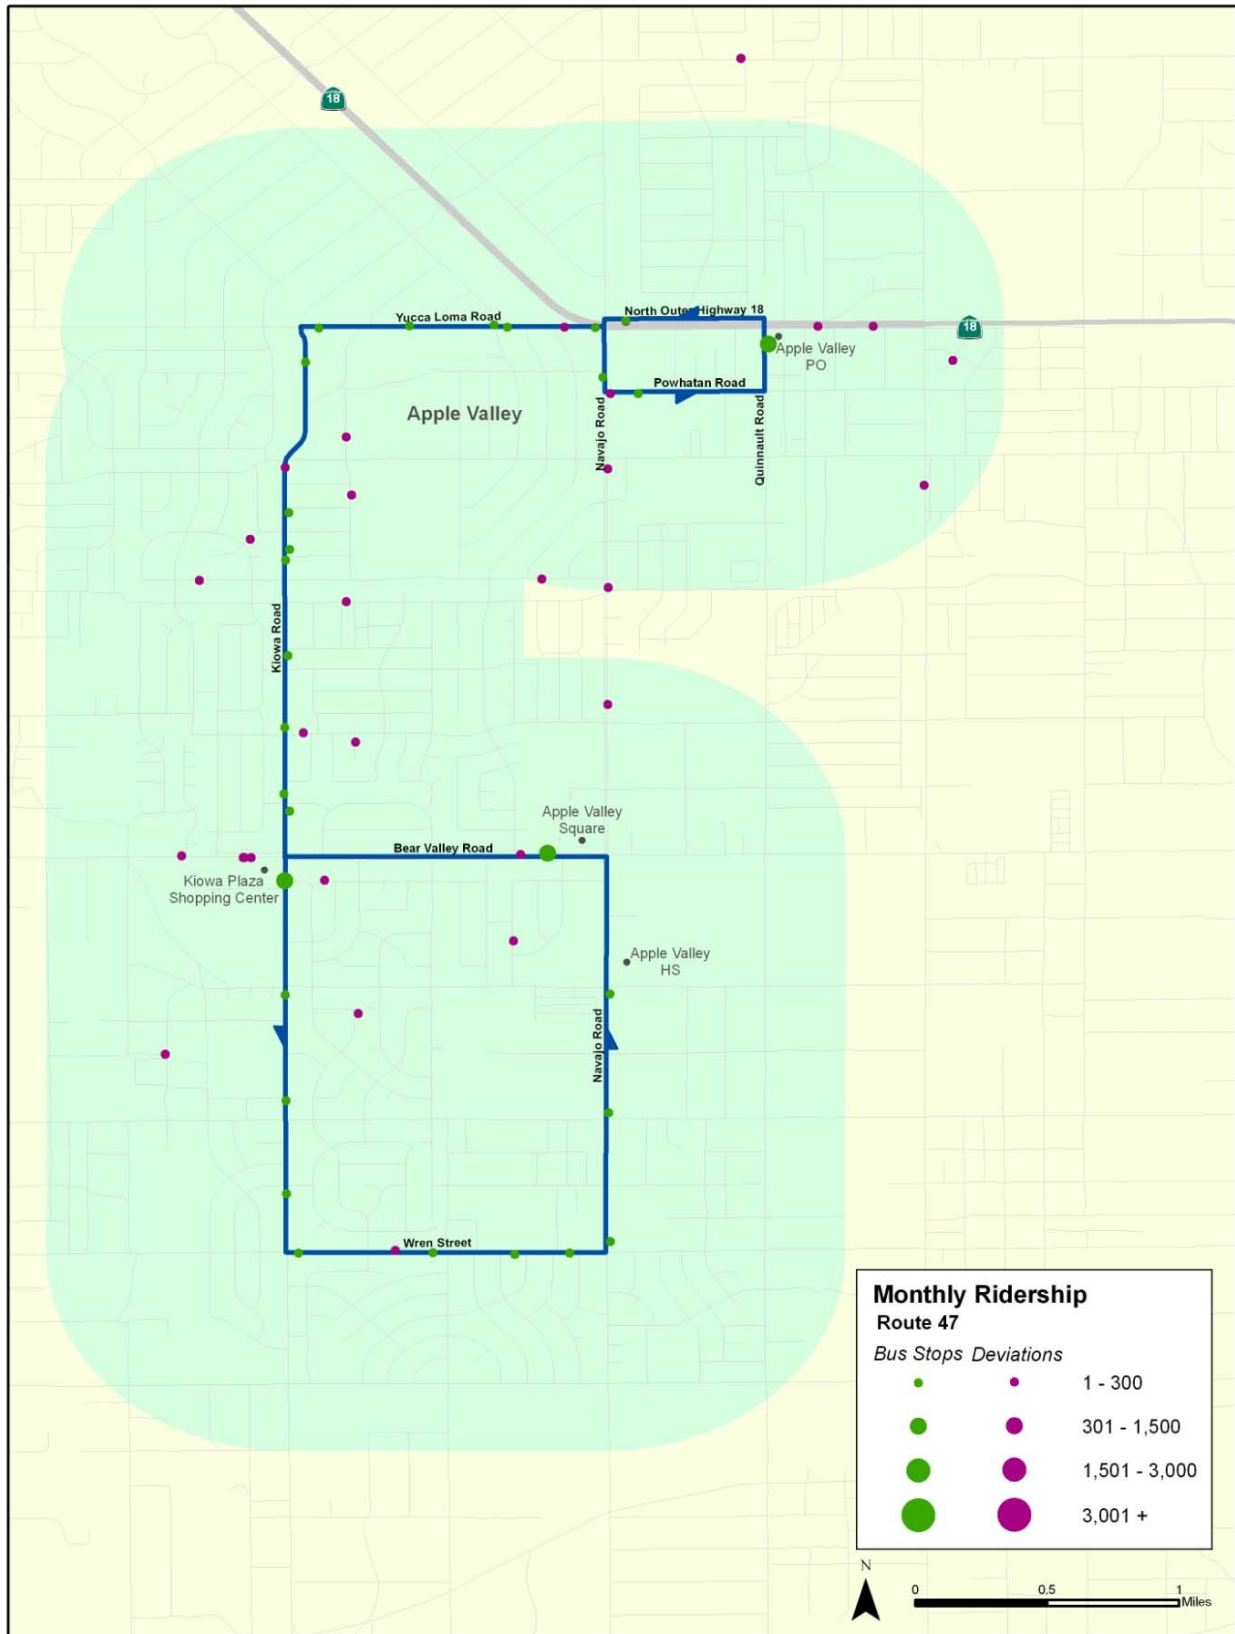 18
Yucca Loma Road
North Outer Highway 18
18
Apple Valley
PO
Powhatan Road
Apple Valley
Navajo Road
Quinnault Road
Kiowa Road
Apple Valley
Square
Bear Valley Road
Kiowa Plaza
Shopping Center
Apple Valley
HS
Navajo Road
Wren Street
Monthly Ridership
Route 47
Bus Stops Deviations
1 - 300
301 - 1,500
1,501 - 3,000
3,001 +
N
0 0.5 1
Miles